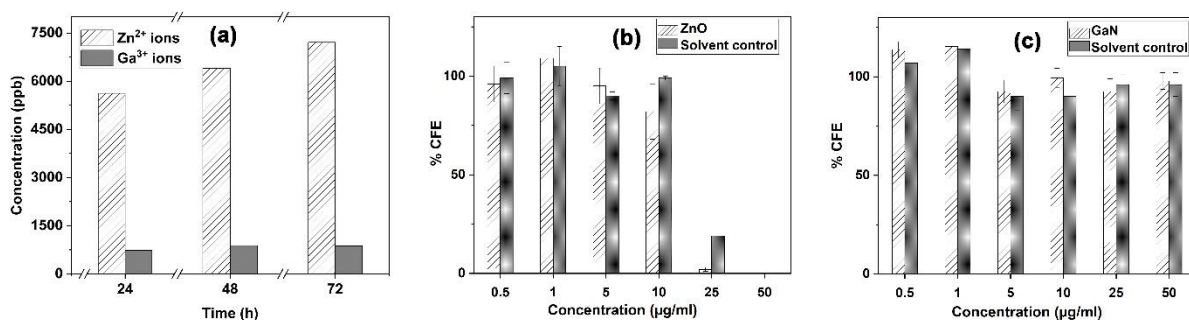 (a)
Zn²⁺ ions
Ga³⁺ ions
7500
6000
4500
3000
1500
0
Concentration (ppb)
24 48 72
Time (h)
(b)
ZnO
Solvent control
100
50
0
% CFE
0.5 1 5 10 25 50
Concentration (µg/ml)
(c)
GaN
Solvent control
100
50
0
% CFE
0.5 1 5 10 25 50
Concentration (µg/ml)